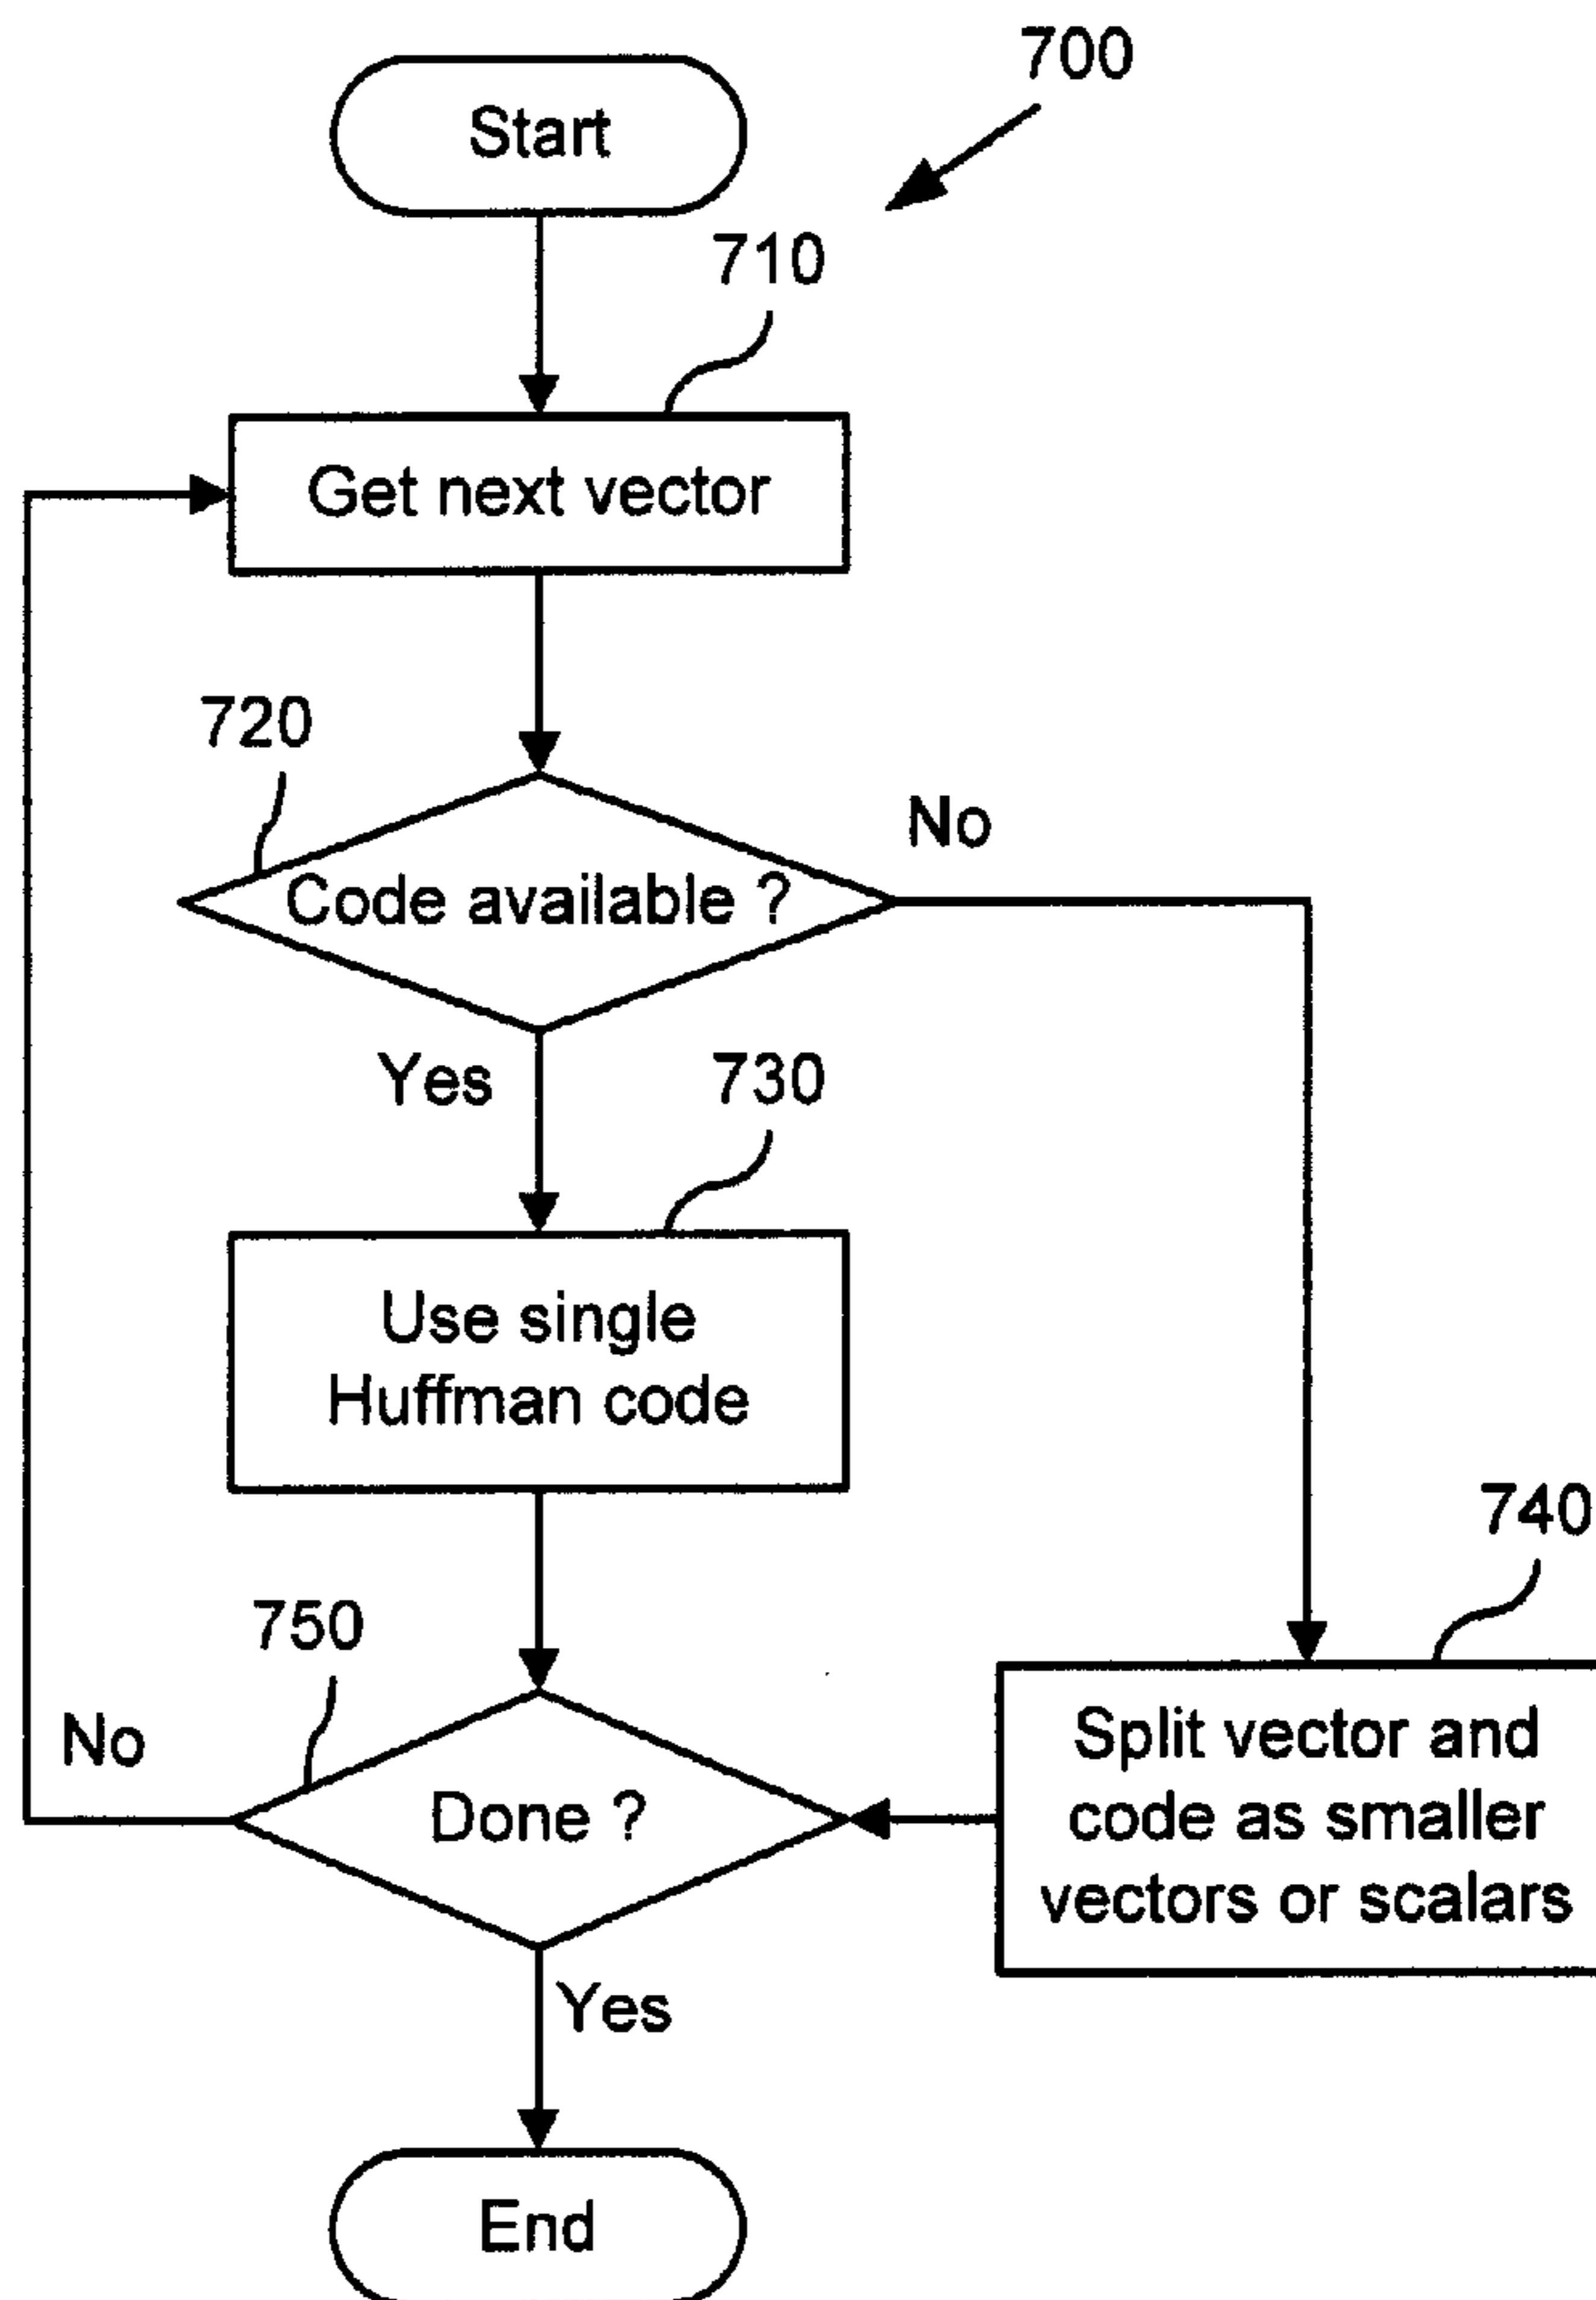 700
Start
710
Get next vector
720
No
Code available ?
Yes
730
Use single
Huffman code
740
750
No
Done ?
Split vector and
code as smaller
vectors or scalars
Yes
End